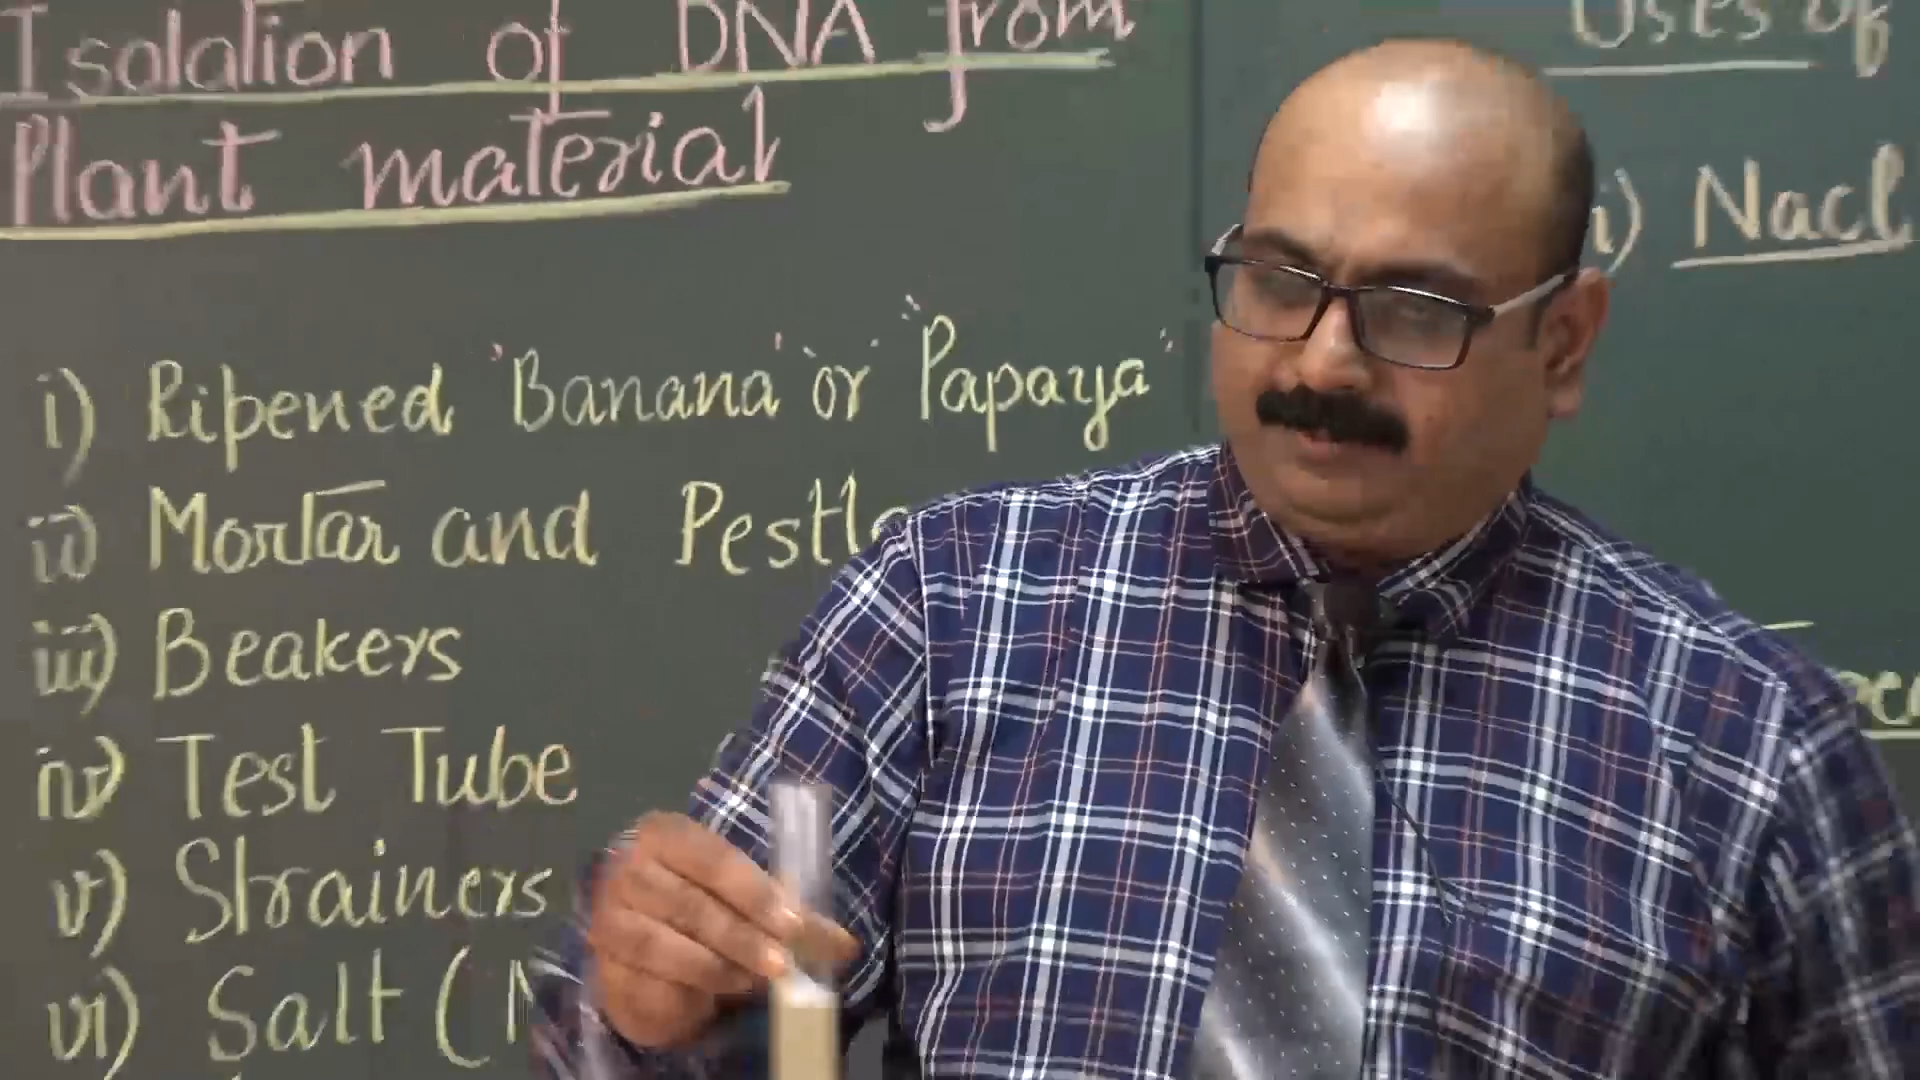 Isolation of DNA from
Plant material
i) Ripened "Banana" or "Papaya"
ii) Mortar and Pestle
iii) Beakers
iv) Test Tube
v) Strainers
vi) Salt (N
Uses of
i) Nacl